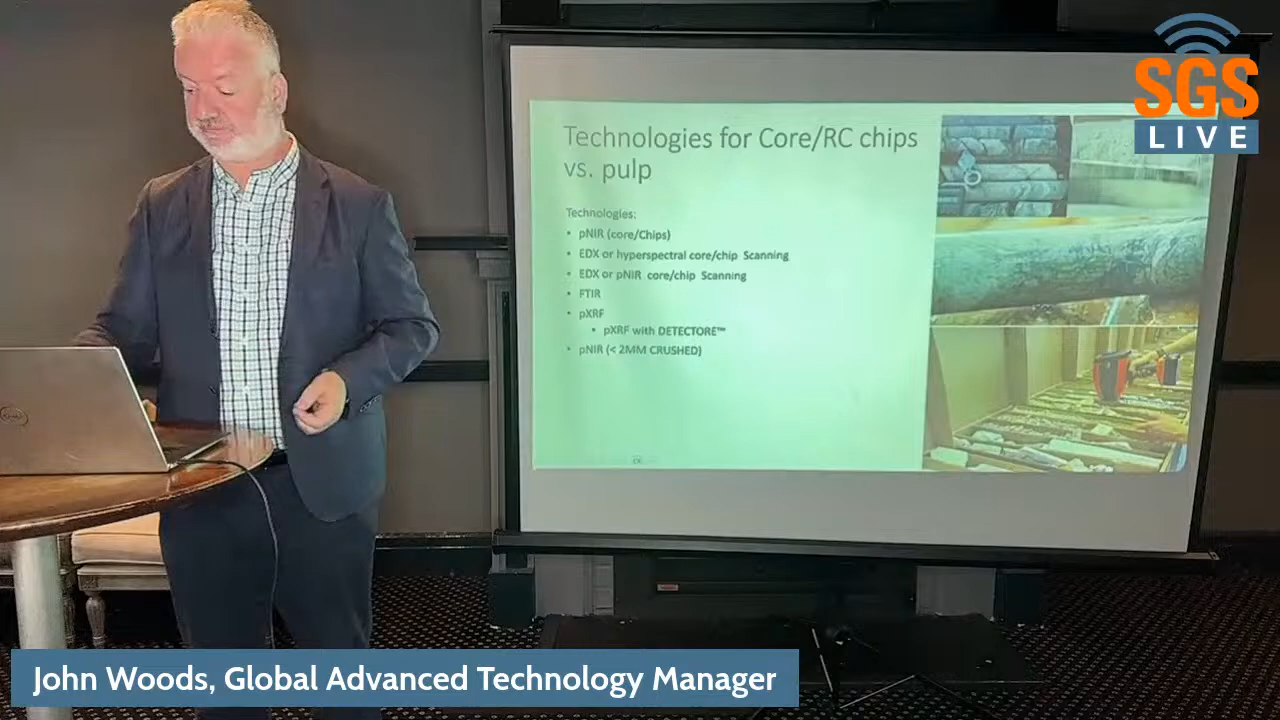 SGS
LIVE
Technologies for Core/RC chips
vs. pulp
Technologies:
• pNIR (core/Chips)
• EDX or hyperspectral core/chip Scanning
• EDX or pNIR core/chip Scanning
• FTIR
• pXRF
• pXRF with DETECTORE™
• pNIR (< 2MM CRUSHED)
John Woods, Global Advanced Technology Manager